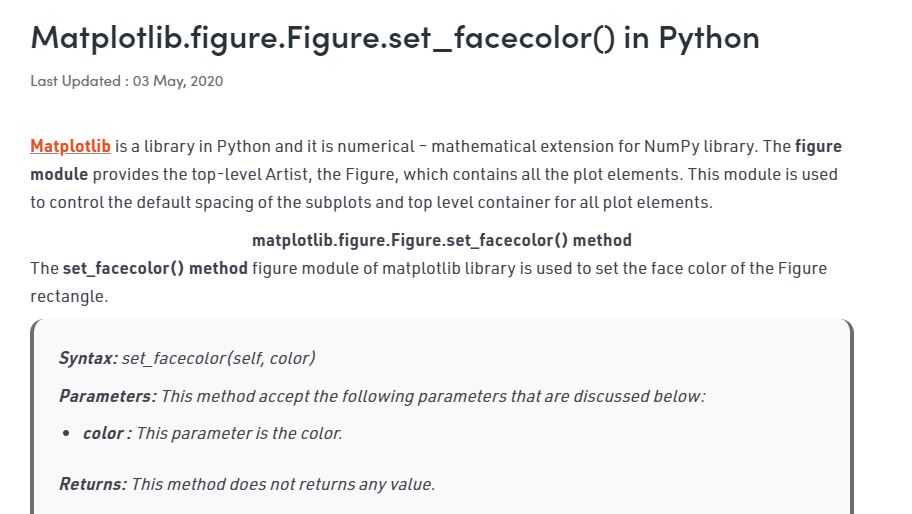 Matplotlib.figure.Figure.set_facecolor() in Python
Last Updated : 03 May, 2020
Matplotlib is a library in Python and it is numerical – mathematical extension for NumPy library. The figure
module provides the top-level Artist, the Figure, which contains all the plot elements. This module is used
to control the default spacing of the subplots and top level container for all plot elements.
matplotlib.figure.Figure.set_facecolor() method
The set_facecolor() method figure module of matplotlib library is used to set the face color of the Figure
rectangle.
Syntax: set_facecolor(self, color)
Parameters: This method accept the following parameters that are discussed below:
• color : This parameter is the color.
Returns: This method does not returns any value.